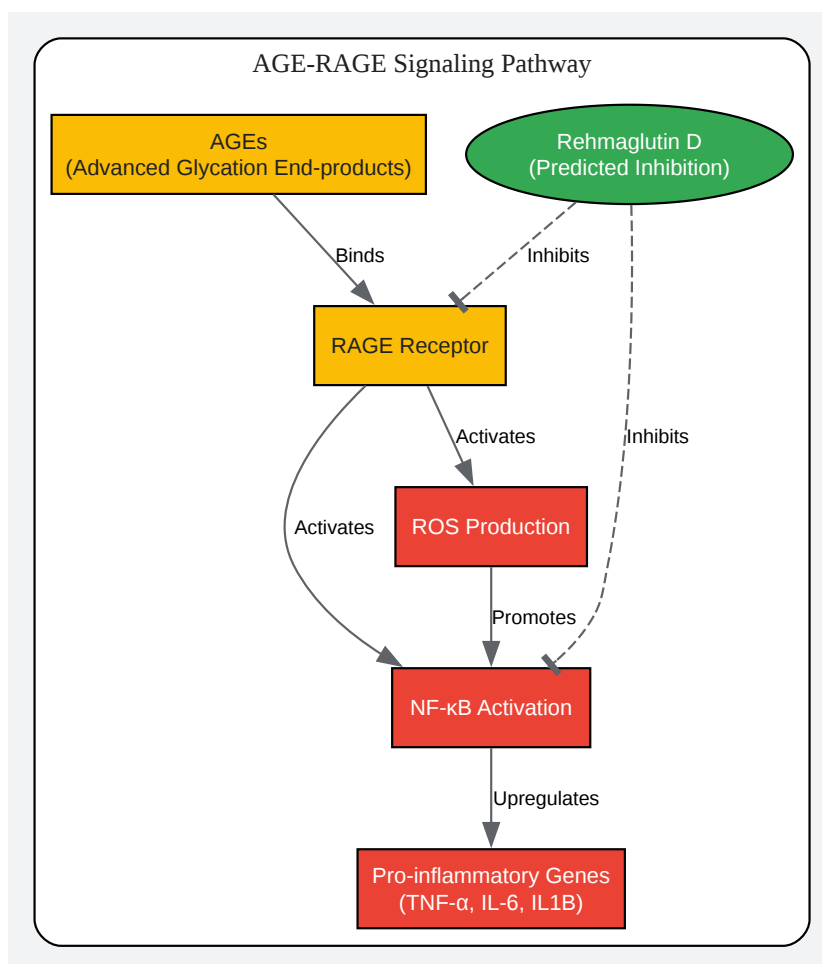 AGE-RAGE Signaling Pathway
AGEs
(Advanced Glycation End-products)
Rehmaglutin D
(Predicted Inhibition)
Binds
Inhibits
RAGE Receptor
Activates
Inhibits
ROS Production
Activates
Promotes
NF-κB Activation
Upregulates
Pro-inflammatory Genes
(TNF-α, IL-6, IL1B)